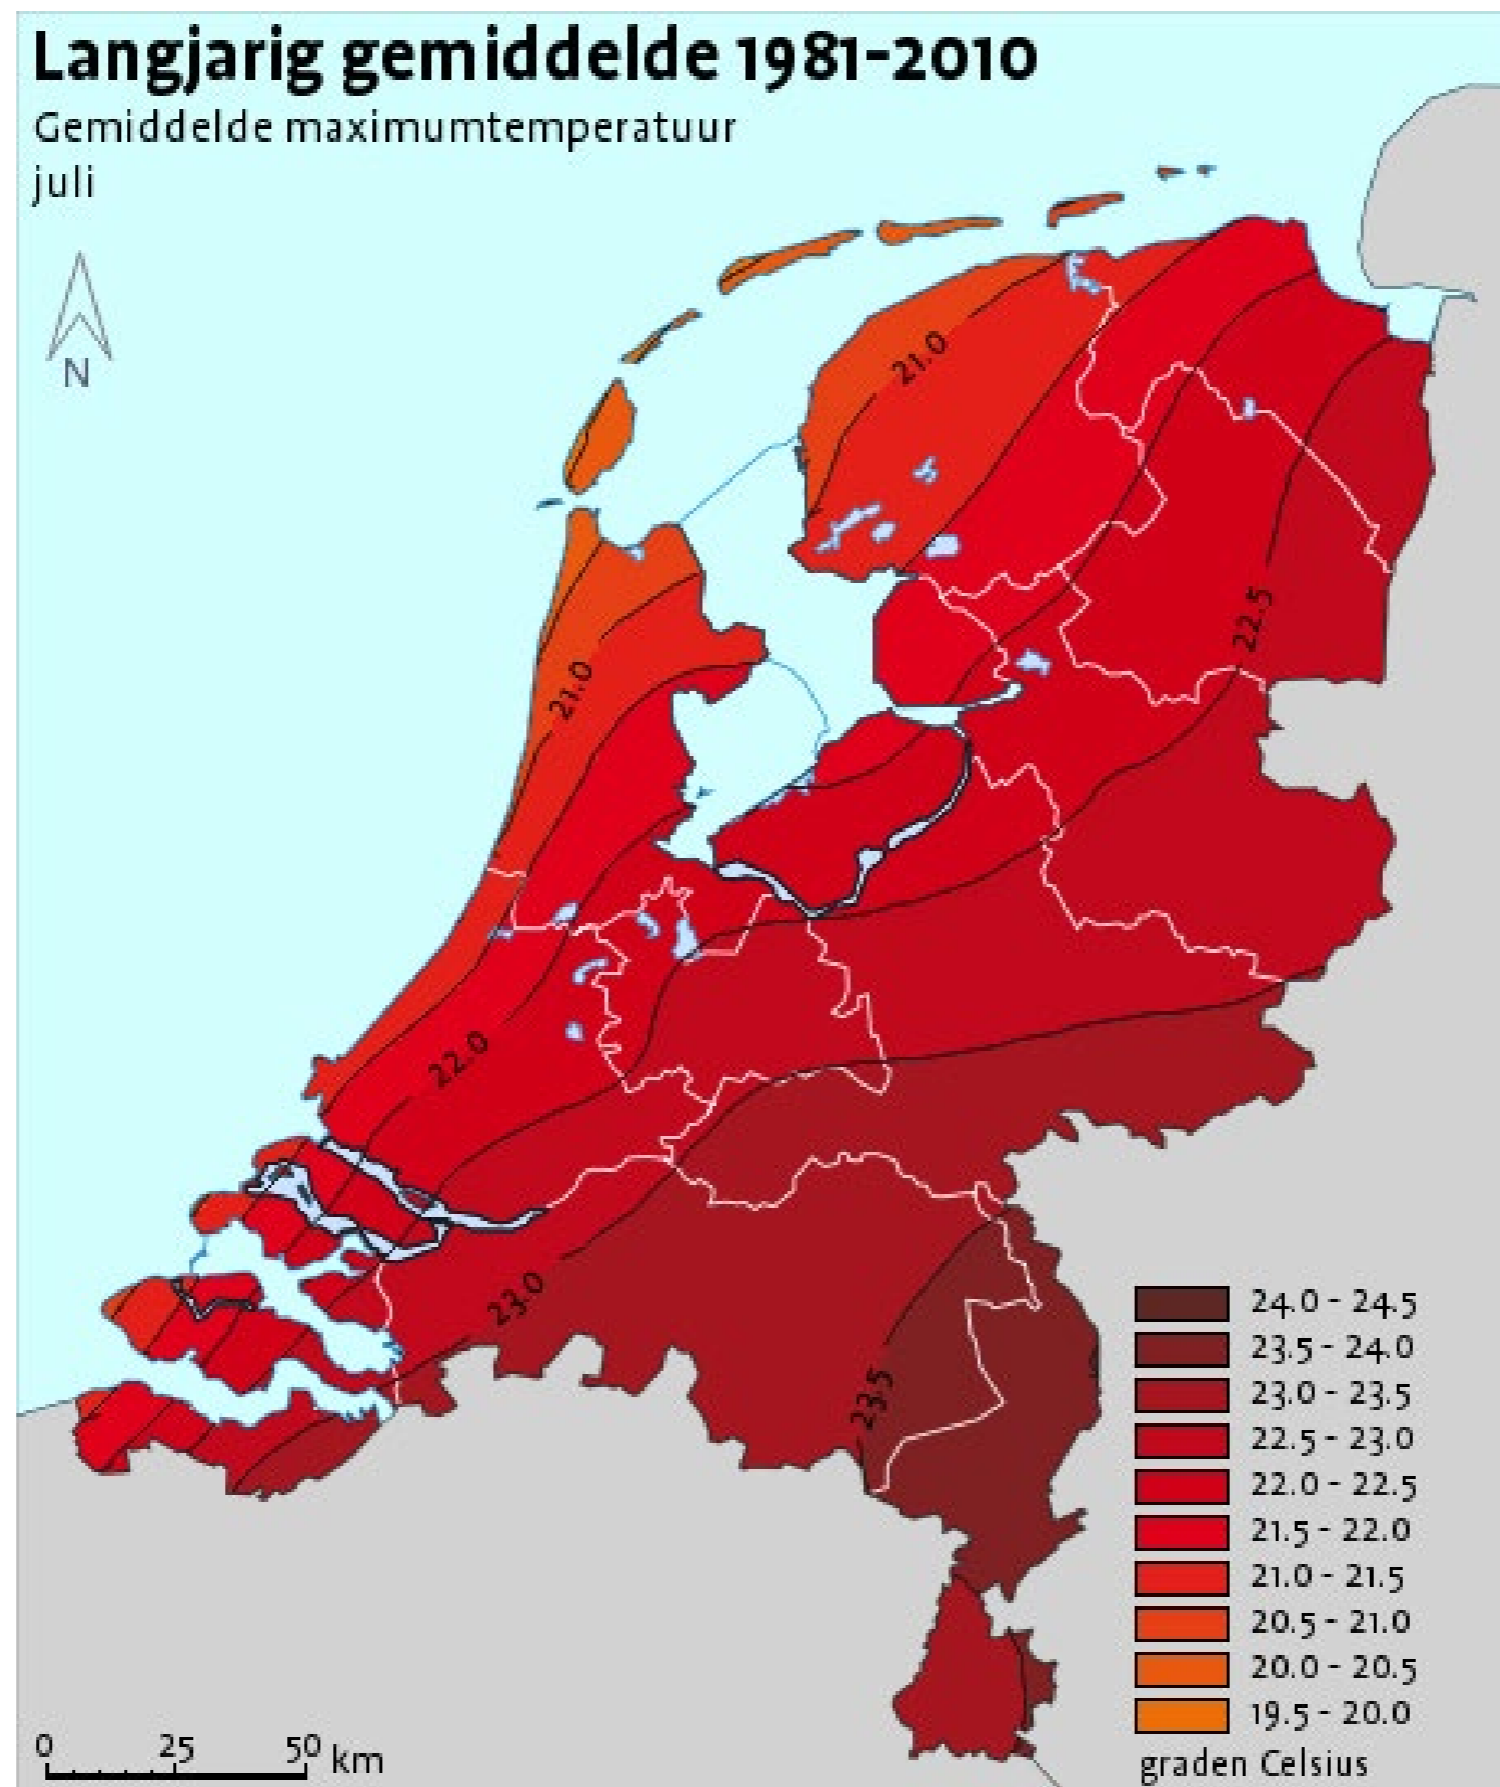 Langjarig gemiddelde 1981-2010
Gemiddelde maximumtemperatuur
juli
N
21.0
22.5
21.0
22.0
23.0
23.5
24.0 - 24.5
23.5 - 24.0
23.0 - 23.5
22.5 - 23.0
22.0 - 22.5
21.5 - 22.0
21.0 - 21.5
20.5 - 21.0
20.0 - 20.5
19.5 - 20.0
graden Celsius
0 25 50 km